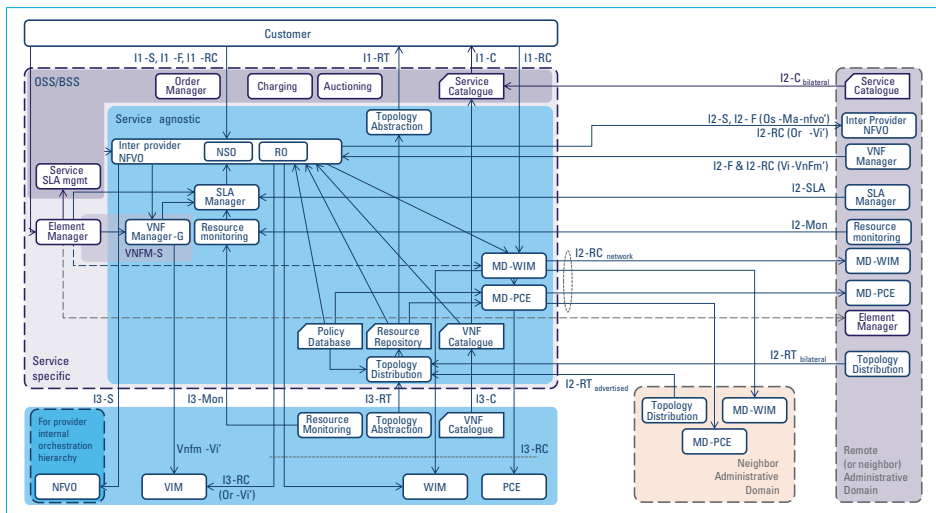 Customer
I1-S, I1 -F, I1 -RC
I1-RT
I1-C
I1-RC
OSS/BSS
Order
Manager
Charging
Auctioning
Service
Catalogue
I2-C bilateral
Service
Catalogue
Service agnostic
Topology
Abstraction
I2-S, I2- F (Os -Ma-nfvo')
I2-RC (Or -Vi')
Inter Provider
NFVO
Inter provider
NFVO
NSO
RO
I2-F & I2-RC (Vi-VnFm')
VNF
Manager
Service
SLA mgmt
SLA
Manager
I2-SLA
SLA
Manager
Element
Manager
VNF
Manager -G
Resource
monitoring
I2-Mon
Resource
monitoring
VNFM-S
I2-RC network
MD-WIM
MD-WIM
MD-PCE
MD-PCE
Element
Manager
Policy
Database
Resource
Repository
VNF
Catalogue
Service
specific
Topology
Distribution
I2-RT bilateral
Topology
Distribution
I2-RT advertised
I3-S
I3-Mon
I3-RT
I3-C
For provider
internal
orchestration
hierarchy
Resource
Monitoring
Topology
Abstraction
VNF
Catalogue
Topology
Distribution
MD-WIM
MD-PCE
Vnfm -Vi'
I3-RC
I3-RC
(Or -Vi')
NFVO
VIM
WIM
PCE
Neighbor
Administrative
Domain
Remote
(or neighbor)
Administrative
Domain